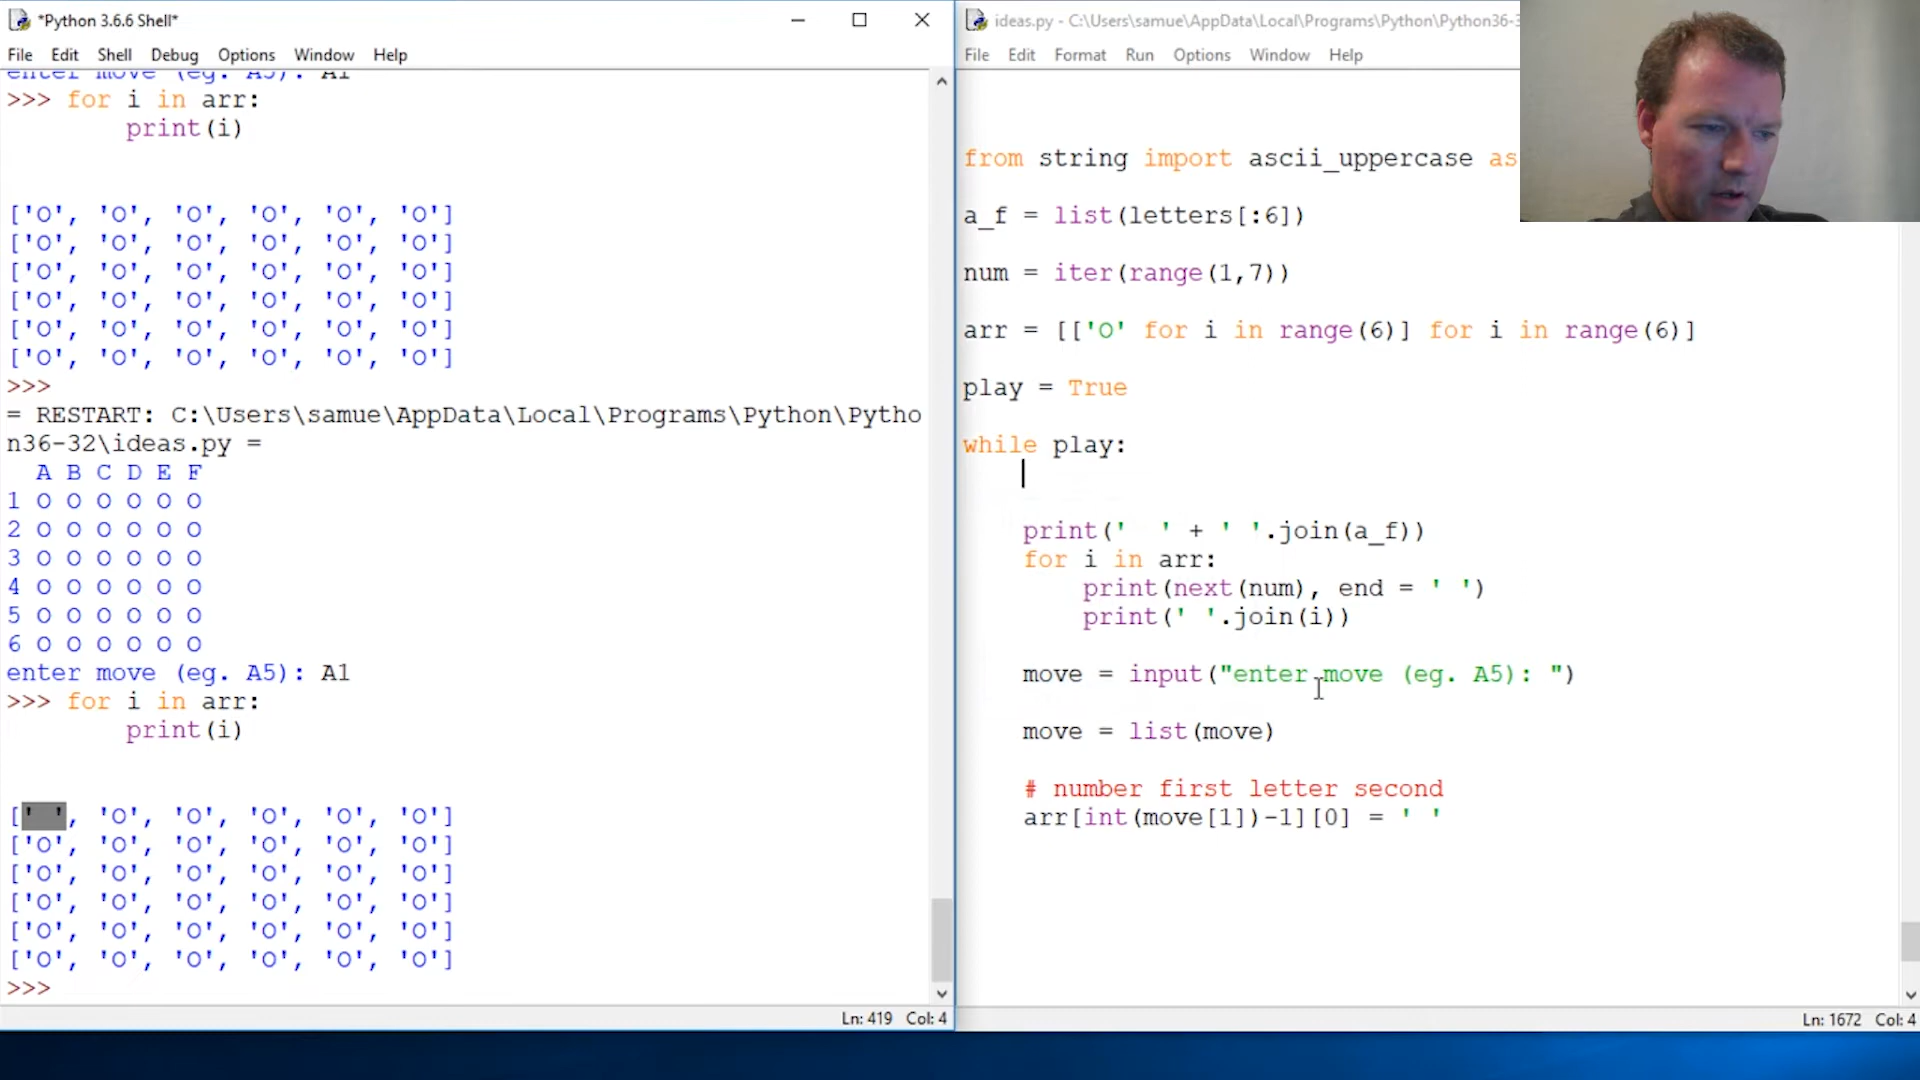 *Python 3.6.6 Shell*
File Edit Shell Debug Options Window Help
enter move (eg. A5): A1
>>> for i in arr:
        print(i)
['O', 'O', 'O', 'O', 'O', 'O']
['O', 'O', 'O', 'O', 'O', 'O']
['O', 'O', 'O', 'O', 'O', 'O']
['O', 'O', 'O', 'O', 'O', 'O']
['O', 'O', 'O', 'O', 'O', 'O']
['O', 'O', 'O', 'O', 'O', 'O']
>>>
= RESTART: C:\Users\samue\AppData\Local\Programs\Python\Pytho
n36-32\ideas.py =
  A B C D E F
1 O O O O O O
2 O O O O O O
3 O O O O O O
4 O O O O O O
5 O O O O O O
6 O O O O O O
enter move (eg. A5): A1
>>> for i in arr:
        print(i)
[' ', 'O', 'O', 'O', 'O', 'O']
['O', 'O', 'O', 'O', 'O', 'O']
['O', 'O', 'O', 'O', 'O', 'O']
['O', 'O', 'O', 'O', 'O', 'O']
['O', 'O', 'O', 'O', 'O', 'O']
['O', 'O', 'O', 'O', 'O', 'O']
>>>
Ln: 419 Col: 4
ideas.py - C:\Users\samue\AppData\Local\Programs\Python\Python36-3
File Edit Format Run Options Window Help
from string import ascii_uppercase as
a_f = list(letters[:6])
num = iter(range(1,7))
arr = [['O' for i in range(6)] for i in range(6)]
play = True
while play:
    print('  ' + ' '.join(a_f))
    for i in arr:
        print(next(num), end = ' ')
        print(' '.join(i))
    move = input("enter move (eg. A5): ")
    move = list(move)
    # number first letter second
    arr[int(move[1])-1][0] = ' '
Ln: 1672 Col: 4